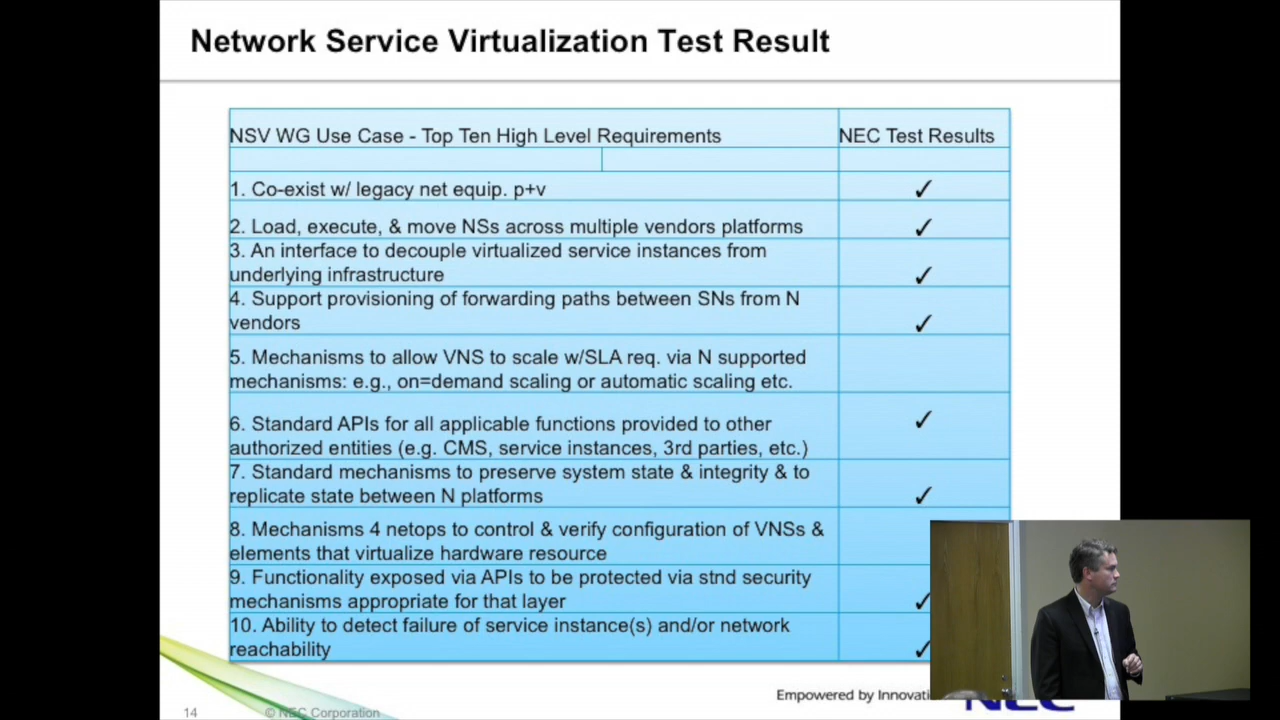 Network Service Virtualization Test Result
NSV WG Use Case - Top Ten High Level Requirements
NEC Test Results
1. Co-exist w/ legacy net equip. p+v
✓
2. Load, execute, & move NSs across multiple vendors platforms
✓
3. An interface to decouple virtualized service instances from
underlying infrastructure
✓
4. Support provisioning of forwarding paths between SNs from N
vendors
✓
5. Mechanisms to allow VNS to scale w/SLA req. via N supported
mechanisms: e.g., on=demand scaling or automatic scaling etc.
6. Standard APIs for all applicable functions provided to other
authorized entities (e.g. CMS, service instances, 3rd parties, etc.)
✓
7. Standard mechanisms to preserve system state & integrity & to
replicate state between N platforms
✓
8. Mechanisms 4 netops to control & verify configuration of VNSs &
elements that virtualize hardware resource
9. Functionality exposed via APIs to be protected via stnd security
mechanisms appropriate for that layer
✓
10. Ability to detect failure of service instance(s) and/or network
reachability
✓
Empowered by
NEC
14
© NEC Corporation